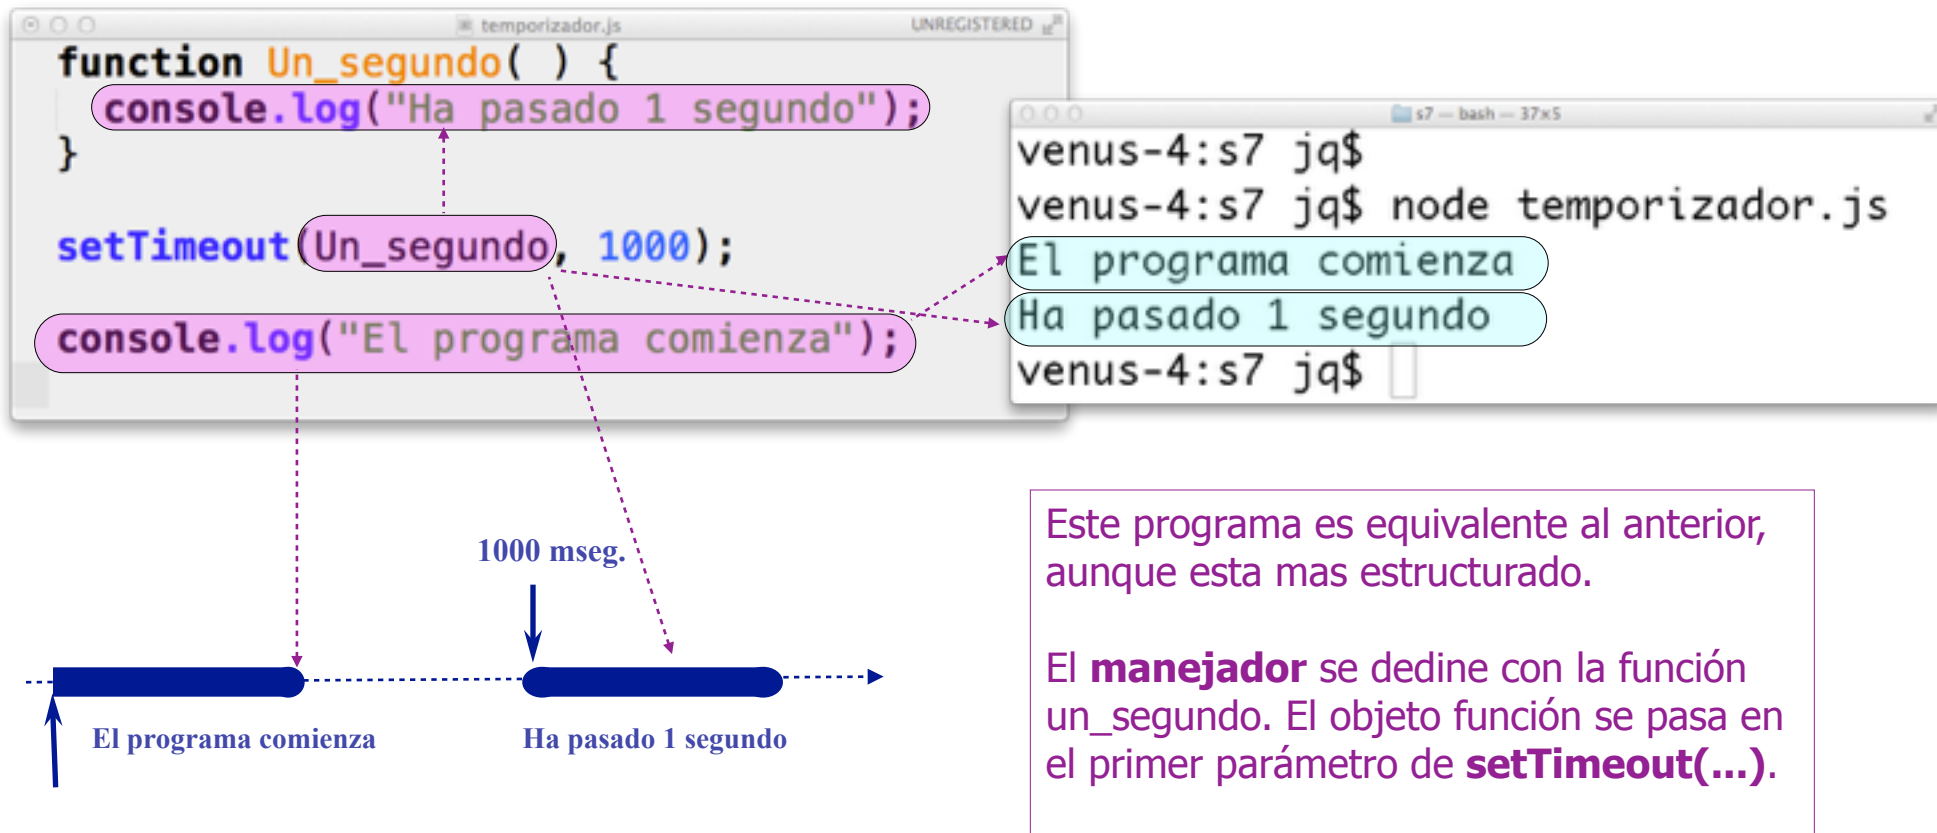 temporizador.js
UNREGISTERED
function Un_segundo( ) {
console.log("Ha pasado 1 segundo");
}
setTimeout(Un_segundo, 1000);
console.log("El programa comienza");
s7 — bash — 37×5
venus-4:s7 jq$
venus-4:s7 jq$ node temporizador.js
El programa comienza
Ha pasado 1 segundo
venus-4:s7 jq$
1000 mseg.
El programa comienza
Ha pasado 1 segundo
Este programa es equivalente al anterior,
aunque esta mas estructurado.
El manejador se dedine con la función
un_segundo. El objeto función se pasa en
el primer parámetro de setTimeout(...).